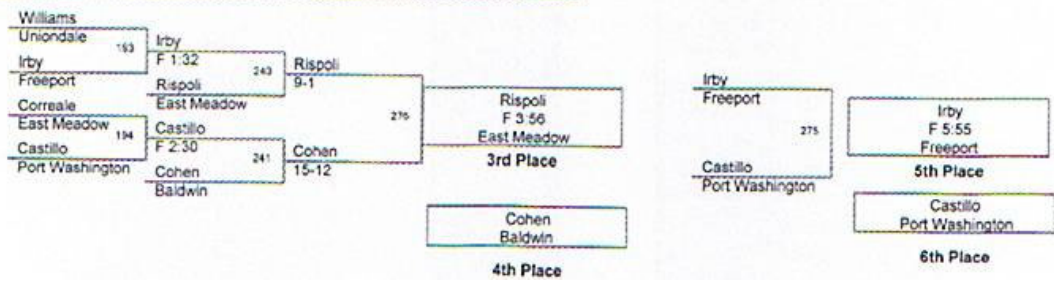 Williams
Uniondale
193
Irby
Freeport
Correale
East Meadow
194
Castillo
Port Washington
Irby
F 1:32
243
Rispoli
East Meadow
Castillo
F 2:30
241
Cohen
Baldwin
Rispoli
9-1
276
Cohen
15-12
Rispoli
F 3:56
East Meadow
3rd Place
Cohen
Baldwin
4th Place
Irby
Freeport
275
Castillo
Port Washington
Irby
F 5:55
Freeport
5th Place
Castillo
Port Washington
6th Place